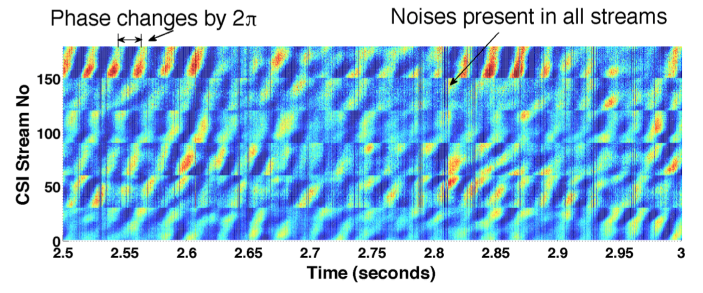 Phase changes by 2π
Noises present in all streams
CSI Stream No
150
100
50
0
2.5 2.55 2.6 2.65 2.7 2.75 2.8 2.85 2.9 2.95 3
Time (seconds)